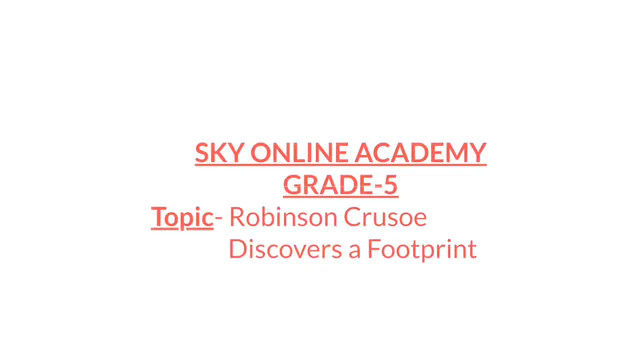 SKY ONLINE ACADEMY
GRADE-5
Topic- Robinson Crusoe
Discovers a Footprint